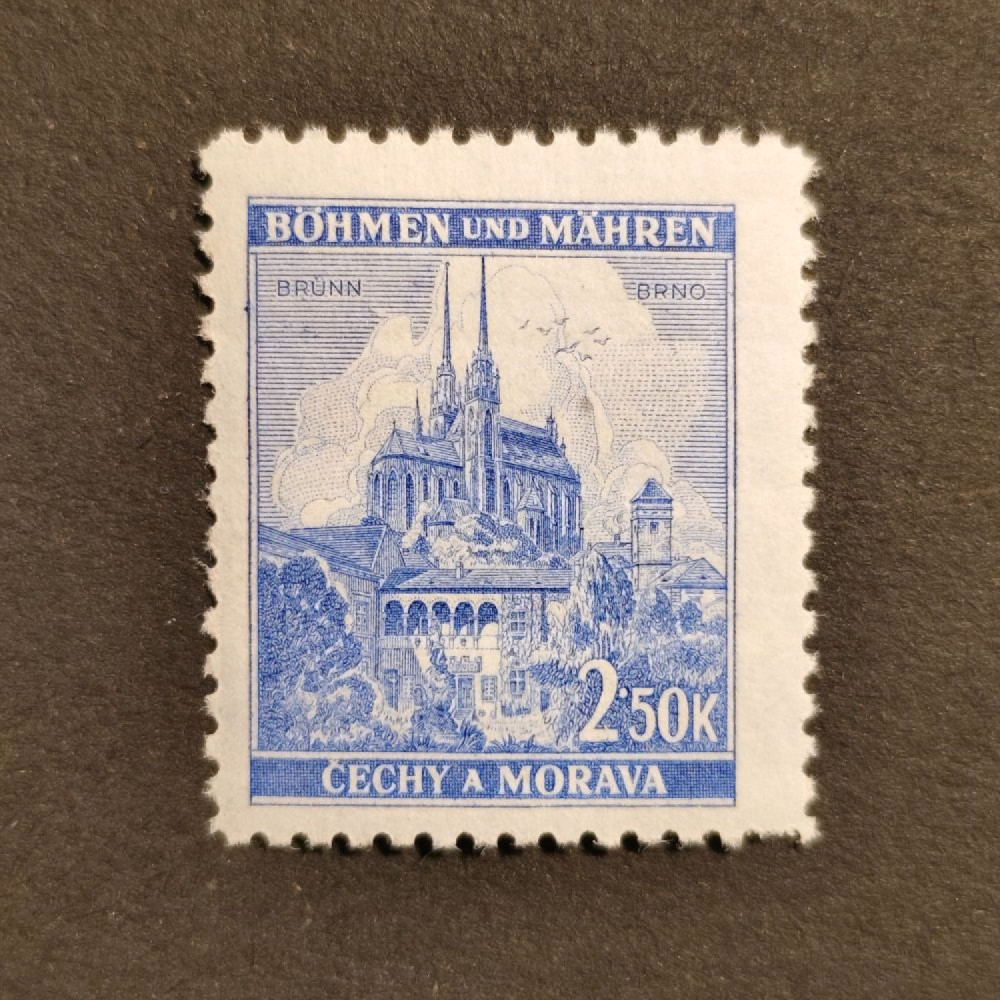 BÖHMEN UND MÄHREN
BRÜNN BRNO
2·50K
ČECHY A MORAVA